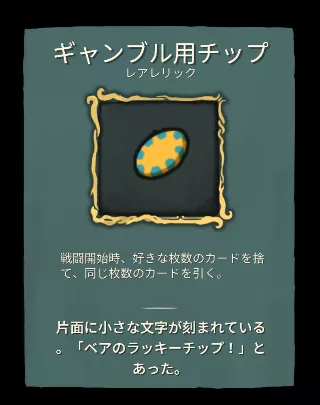 ギャンブル用チップ
レアレリック
戦闘開始時、好きな枚数のカードを捨
て、同じ枚数のカードを引く。
片面に小さな文字が刻まれている
。「ベアのラッキーチップ！」と
あった。